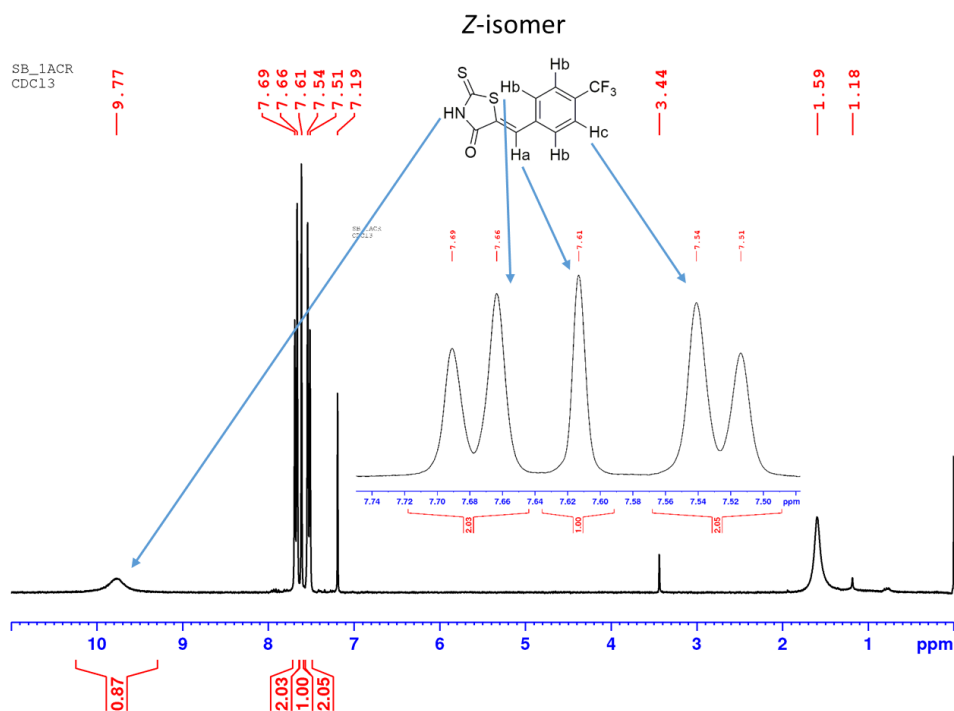 Z-isomer
SB_1ACR
CDCl3
9.77
7.69
7.66
7.61
7.54
7.51
7.19
3.44
1.59
1.18
S
S
HN
O
Ha
Hb
Hb
Hb
Hc
CF3
SB_1ACR
CDCl3
7.69
7.66
7.61
7.54
7.51
7.74 7.72 7.70 7.68 7.66 7.64 7.62 7.60 7.58 7.56 7.54 7.52 7.50 ppm
2.03
1.00
2.05
10 9 8 7 6 5 4 3 2 1 ppm
0.87
2.03
1.00
2.05